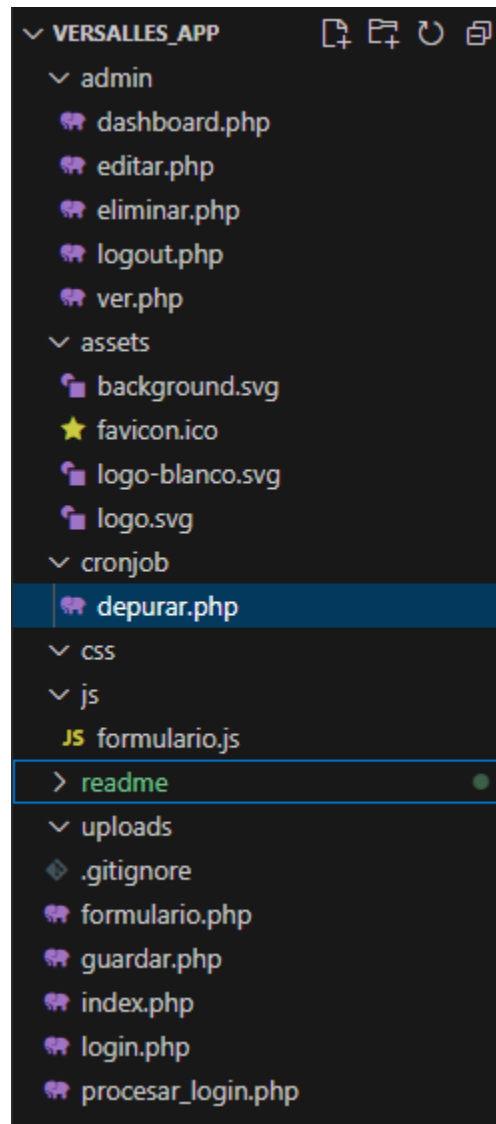 VERSALLES_APP
admin
dashboard.php
editar.php
eliminar.php
logout.php
ver.php
assets
background.svg
favicon.ico
logo-blanco.svg
logo.svg
cronjob
depurar.php
css
js
JS formulario.js
readme
uploads
.gitignore
formulario.php
guardar.php
index.php
login.php
procesar_login.php